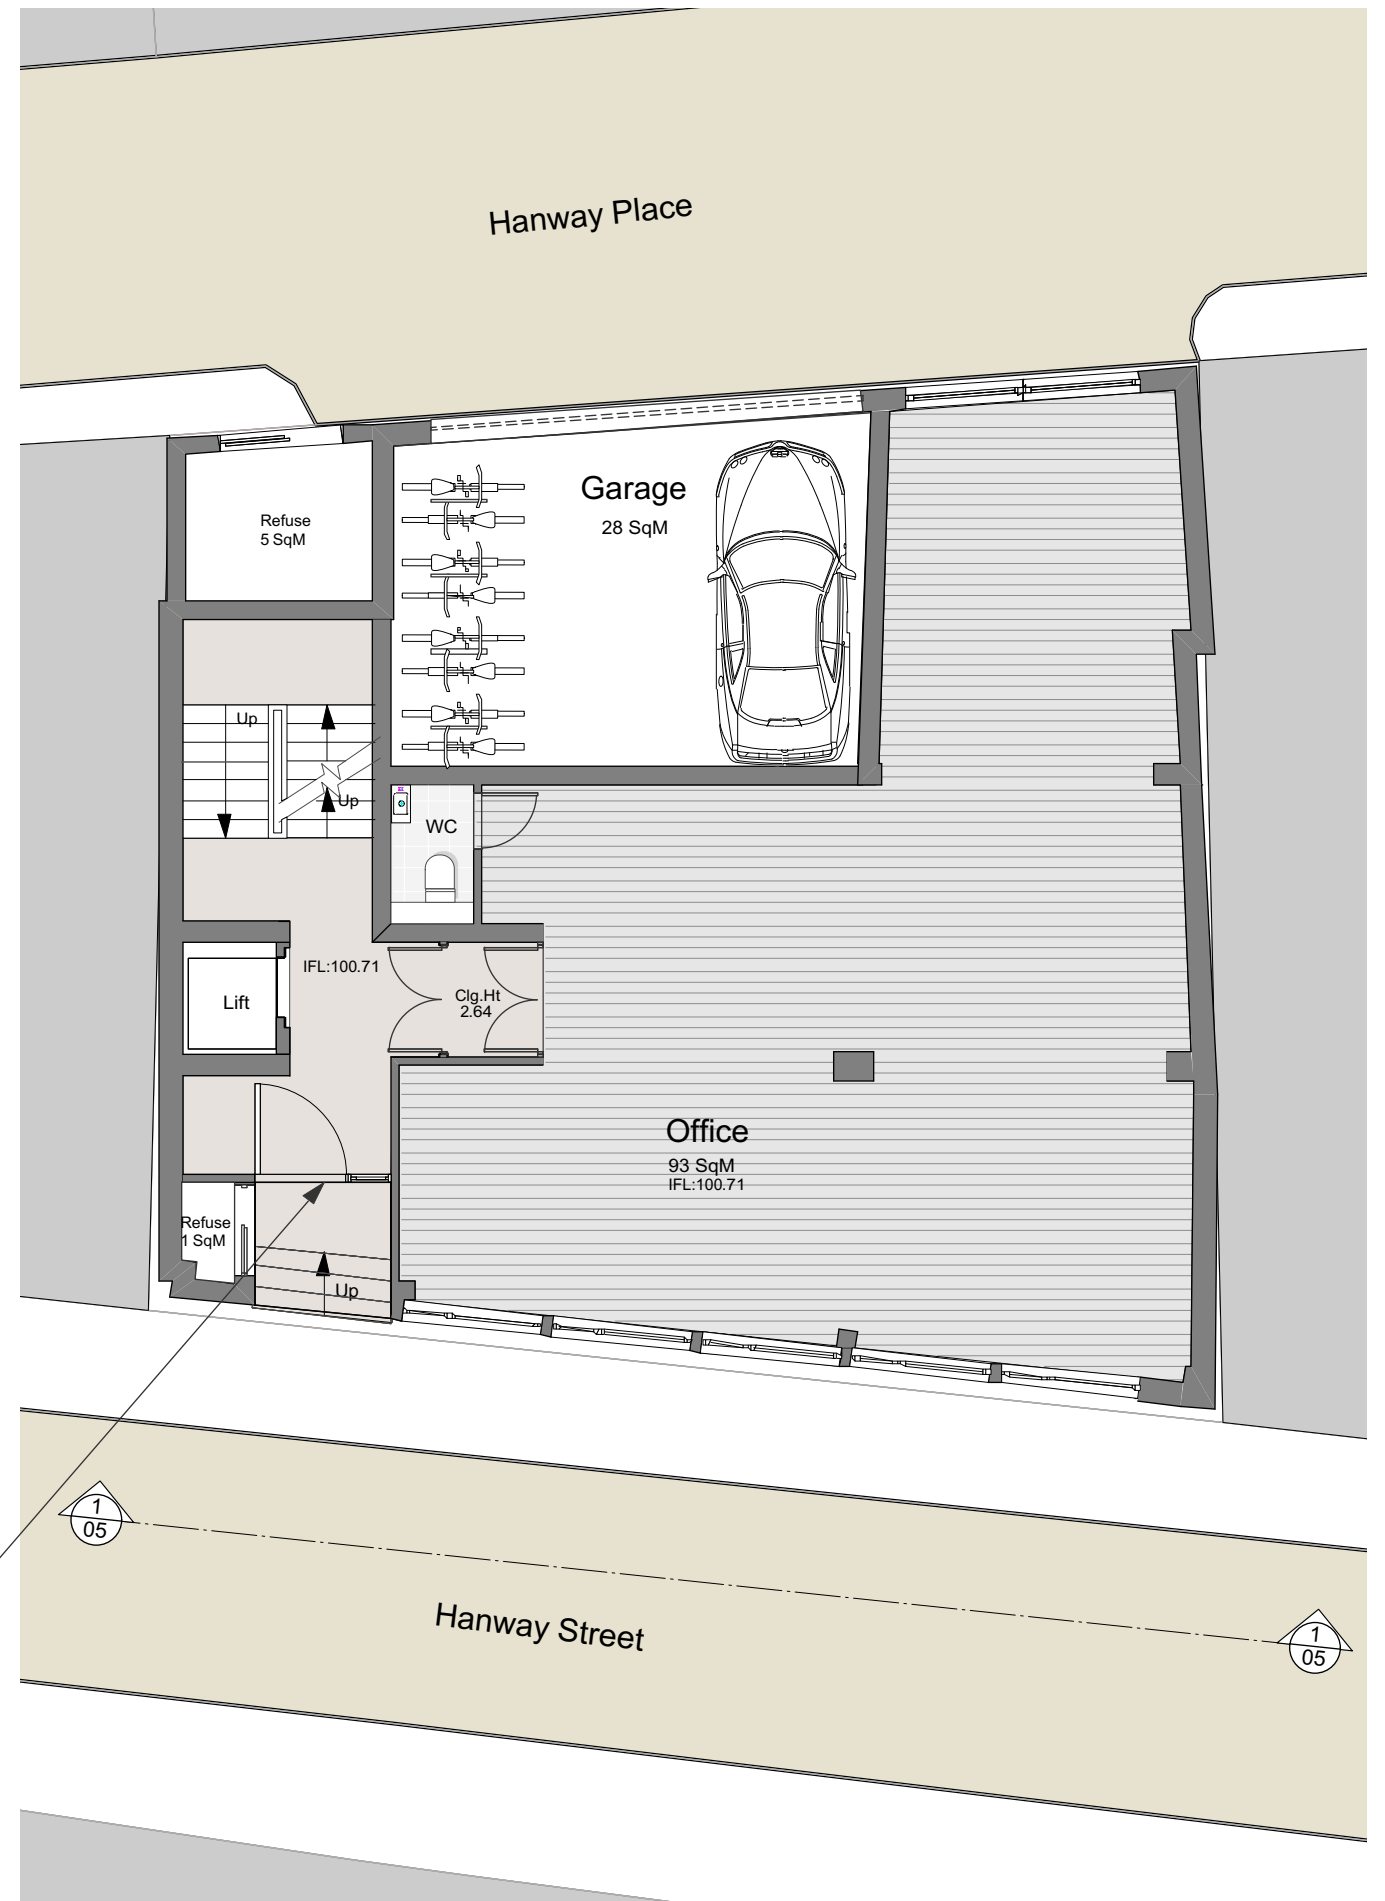 Hanway Place
Garage
28 SqM
Refuse
5 SqM
Up
Up
WC
IFL:100.71
Lift
Clg.Ht
2.64
Office
93 SqM
IFL:100.71
Refuse
1 SqM
Up
1
05
Hanway Street
1
05